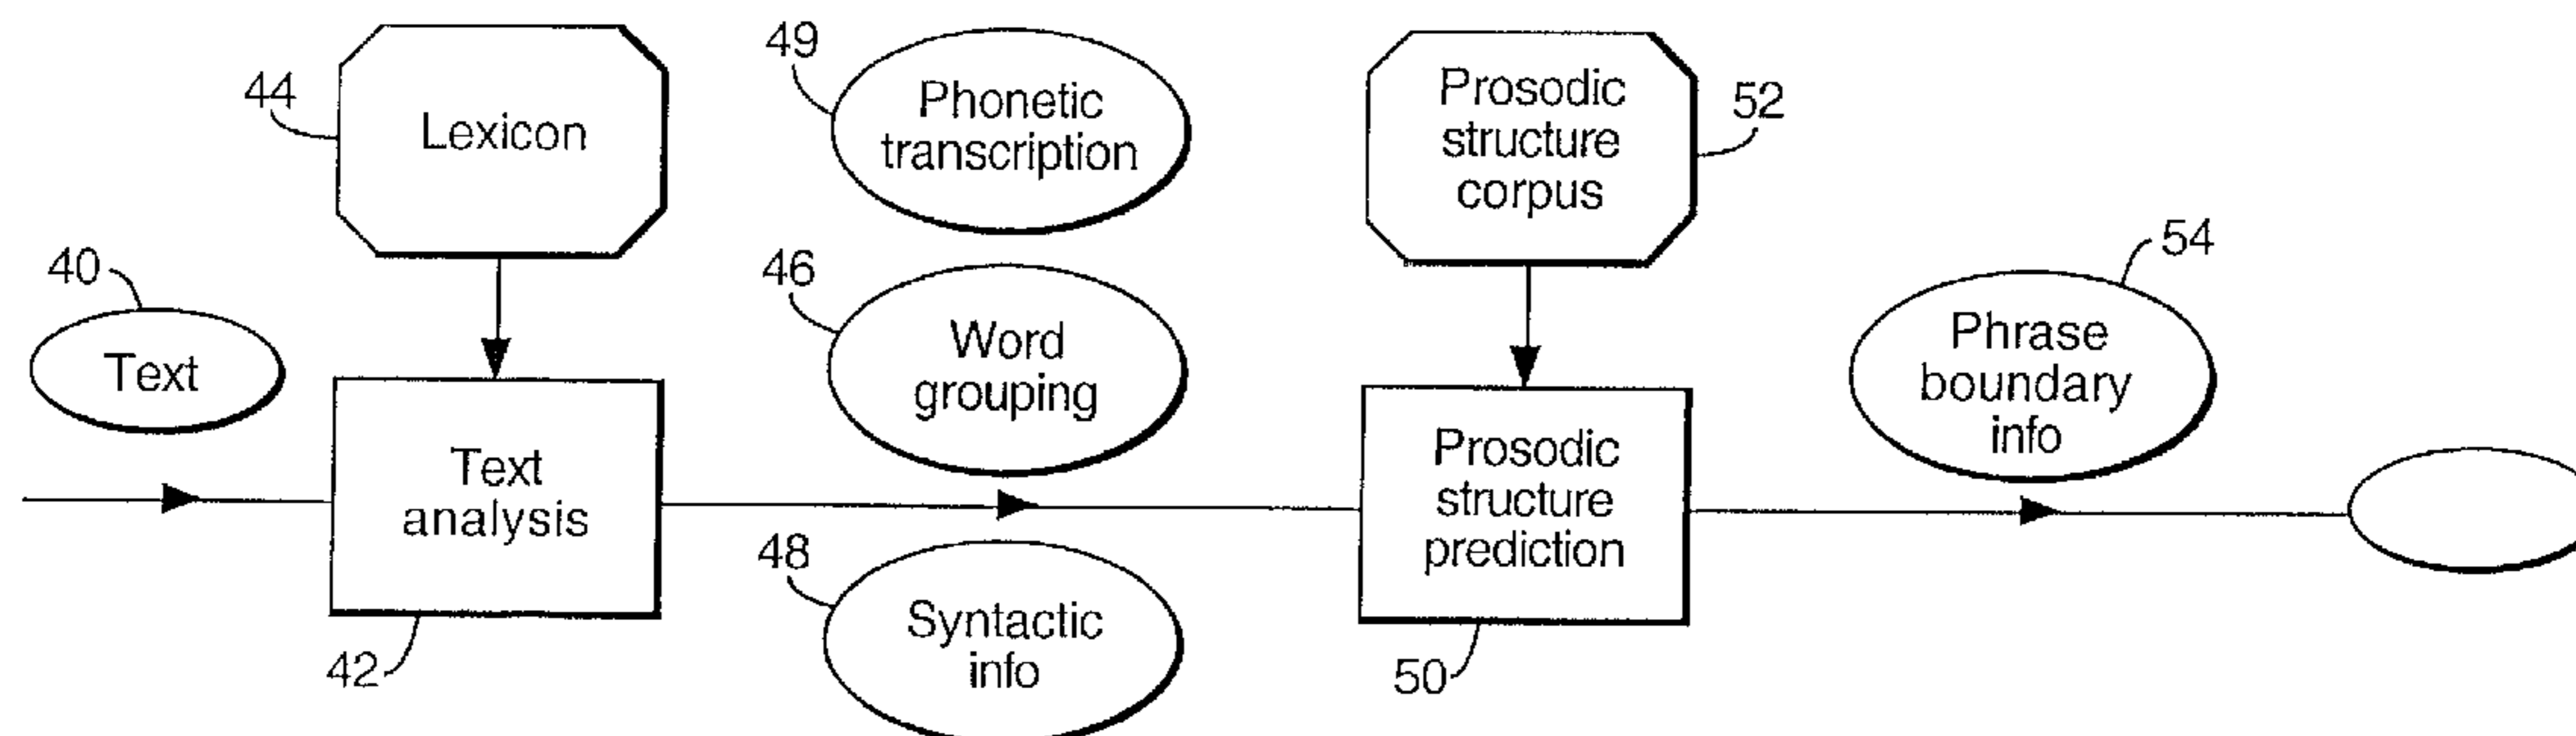 44
Lexicon
49
Phonetic
transcription
Prosodic
structure
corpus
52
40
Text
46
Word
grouping
54
Phrase
boundary
info
Text
analysis
42
48
Syntactic
info
Prosodic
structure
prediction
50